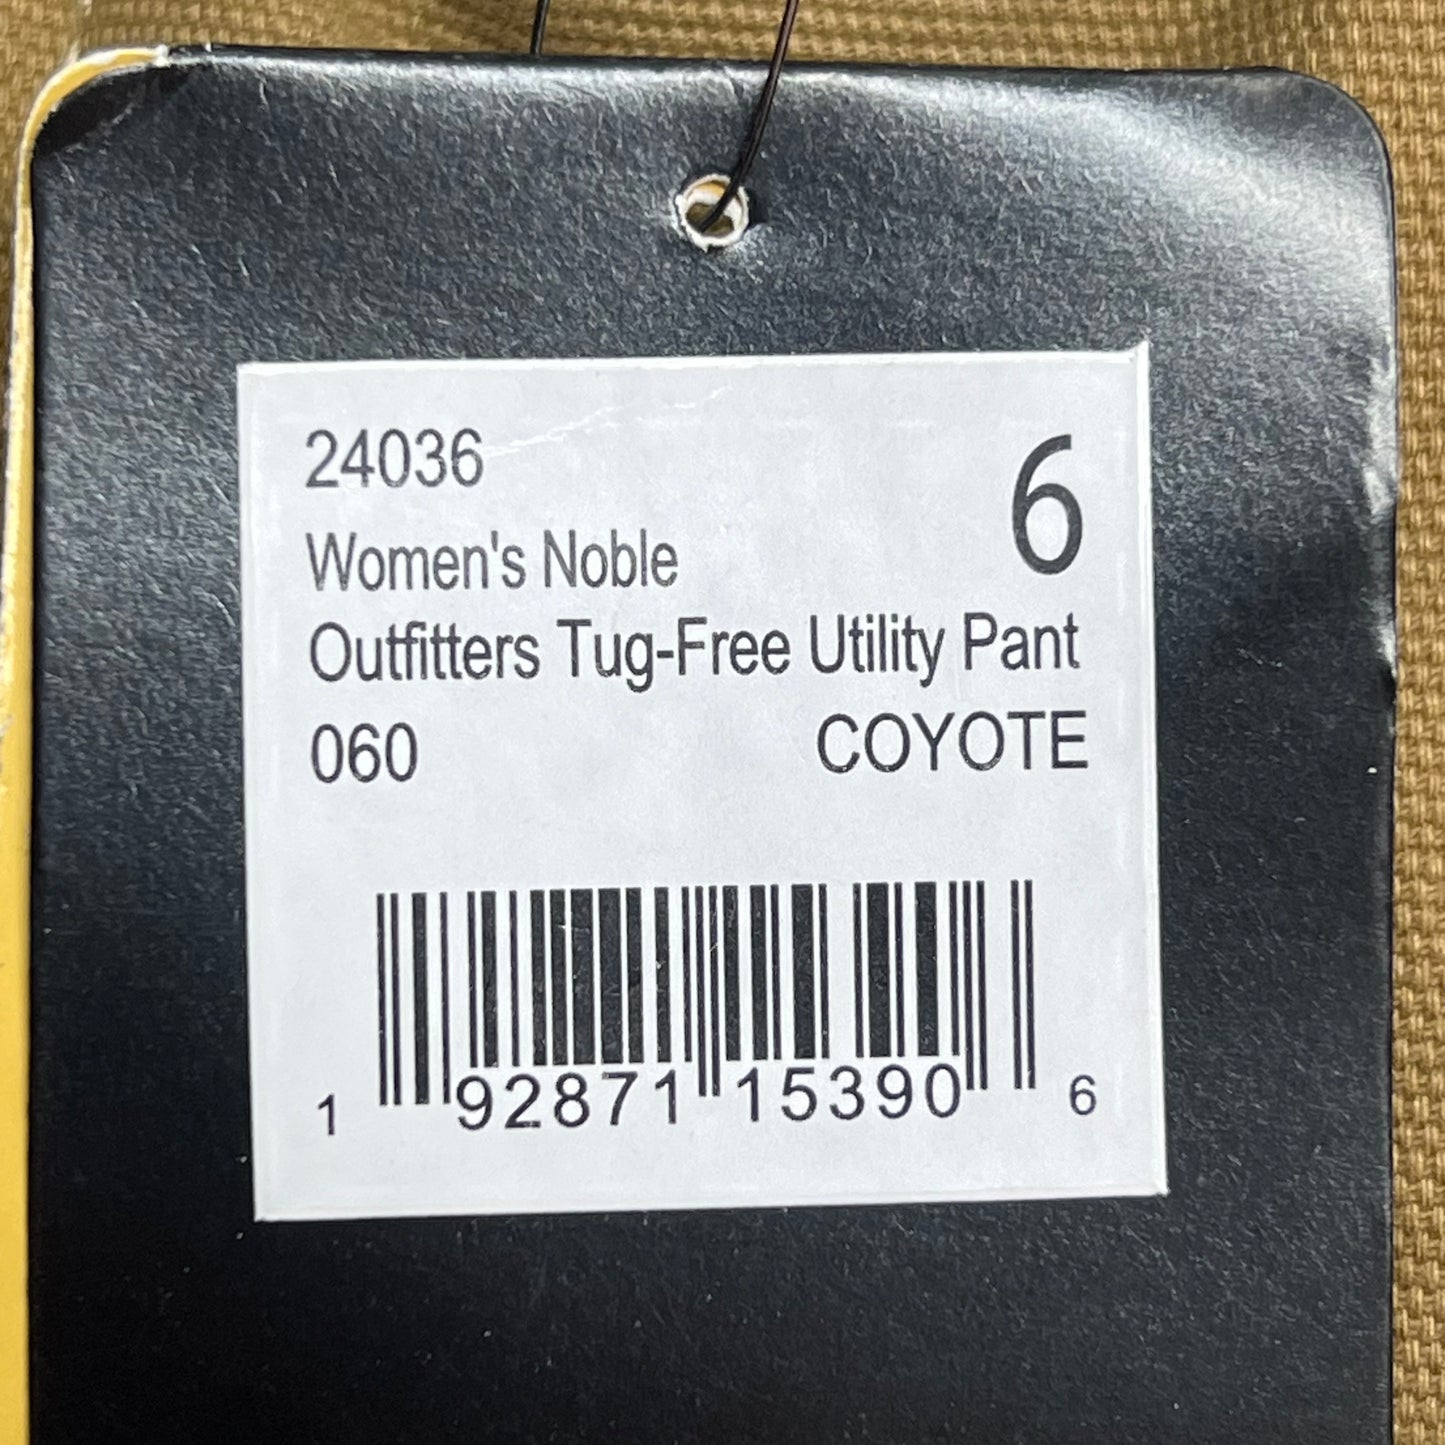 24036
6
Women's Noble
Outfitters Tug-Free Utility Pant
060 COYOTE
1 92871 15390 6